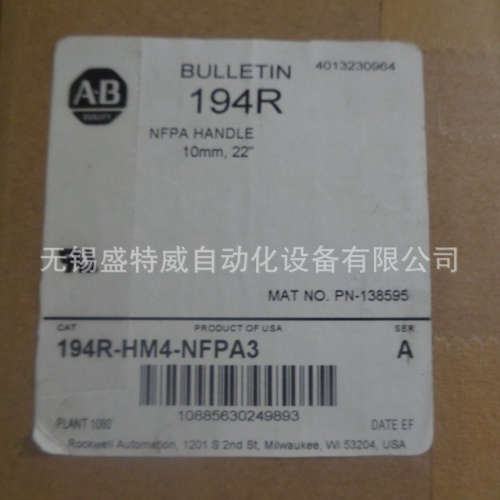 A-B
QUALITY
BULLETIN
4013230964
194R
NFPA HANDLE
10mm, 22"
无锡盛特威自动化设备有限公司
MAT NO. PN-138595
CAT
PRODUCT OF USA
SER
194R-HM4-NFPA3
A
10885630249893
PLANT 1080
DATE EF
Rockwell Automation, 1201 S 2nd St, Milwaukee, WI 53204, USA